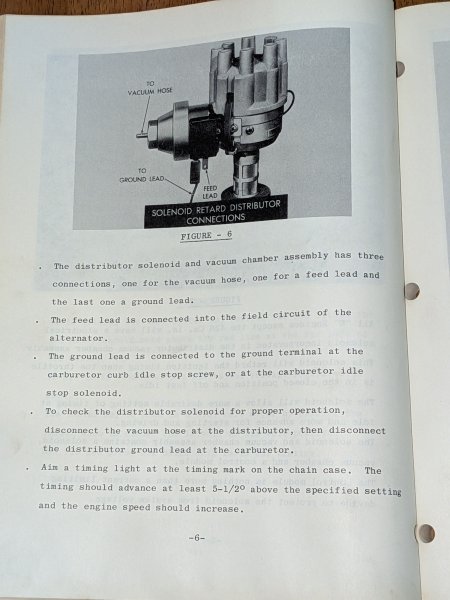 TO
VACUUM HOSE
TO
GROUND LEAD
FEED
LEAD
SOLENOID RETARD DISTRIBUTOR
CONNECTIONS
FIGURE - 6
. The distributor solenoid and vacuum chamber assembly has three
connections, one for the vacuum hose, one for a feed lead and
the last one a ground lead.
. The feed lead is connected into the field circuit of the
alternator.
. The ground lead is connected to the ground terminal at the
carburetor curb idle stop screw, or at the carburetor idle
stop solenoid.
. To check the distributor solenoid for proper operation,
disconnect the vacuum hose at the distributor, then disconnect
the distributor ground lead at the carburetor.
. Aim a timing light at the timing mark on the chain case. The
timing should advance at least 5-1/2° above the specified setting
and the engine speed should increase.
-6-